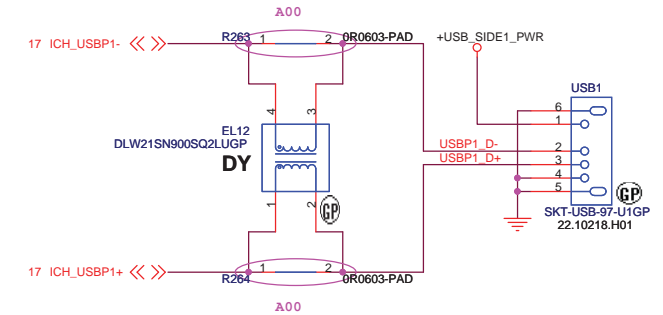 A00
R263 1 2 0R0603-PAD
17 ICH_USBP1-
+USB_SIDE1_PWR
USB1
6
1
4 3
EL12
DLW21SN900SQ2LUGP
DY
USBP1_D- 2
USBP1_D+ 3
4
5
1 2
GP
GP
SKT-USB-97-U1GP
22.10218.H01
17 ICH_USBP1+
1 2
R264 0R0603-PAD
A00